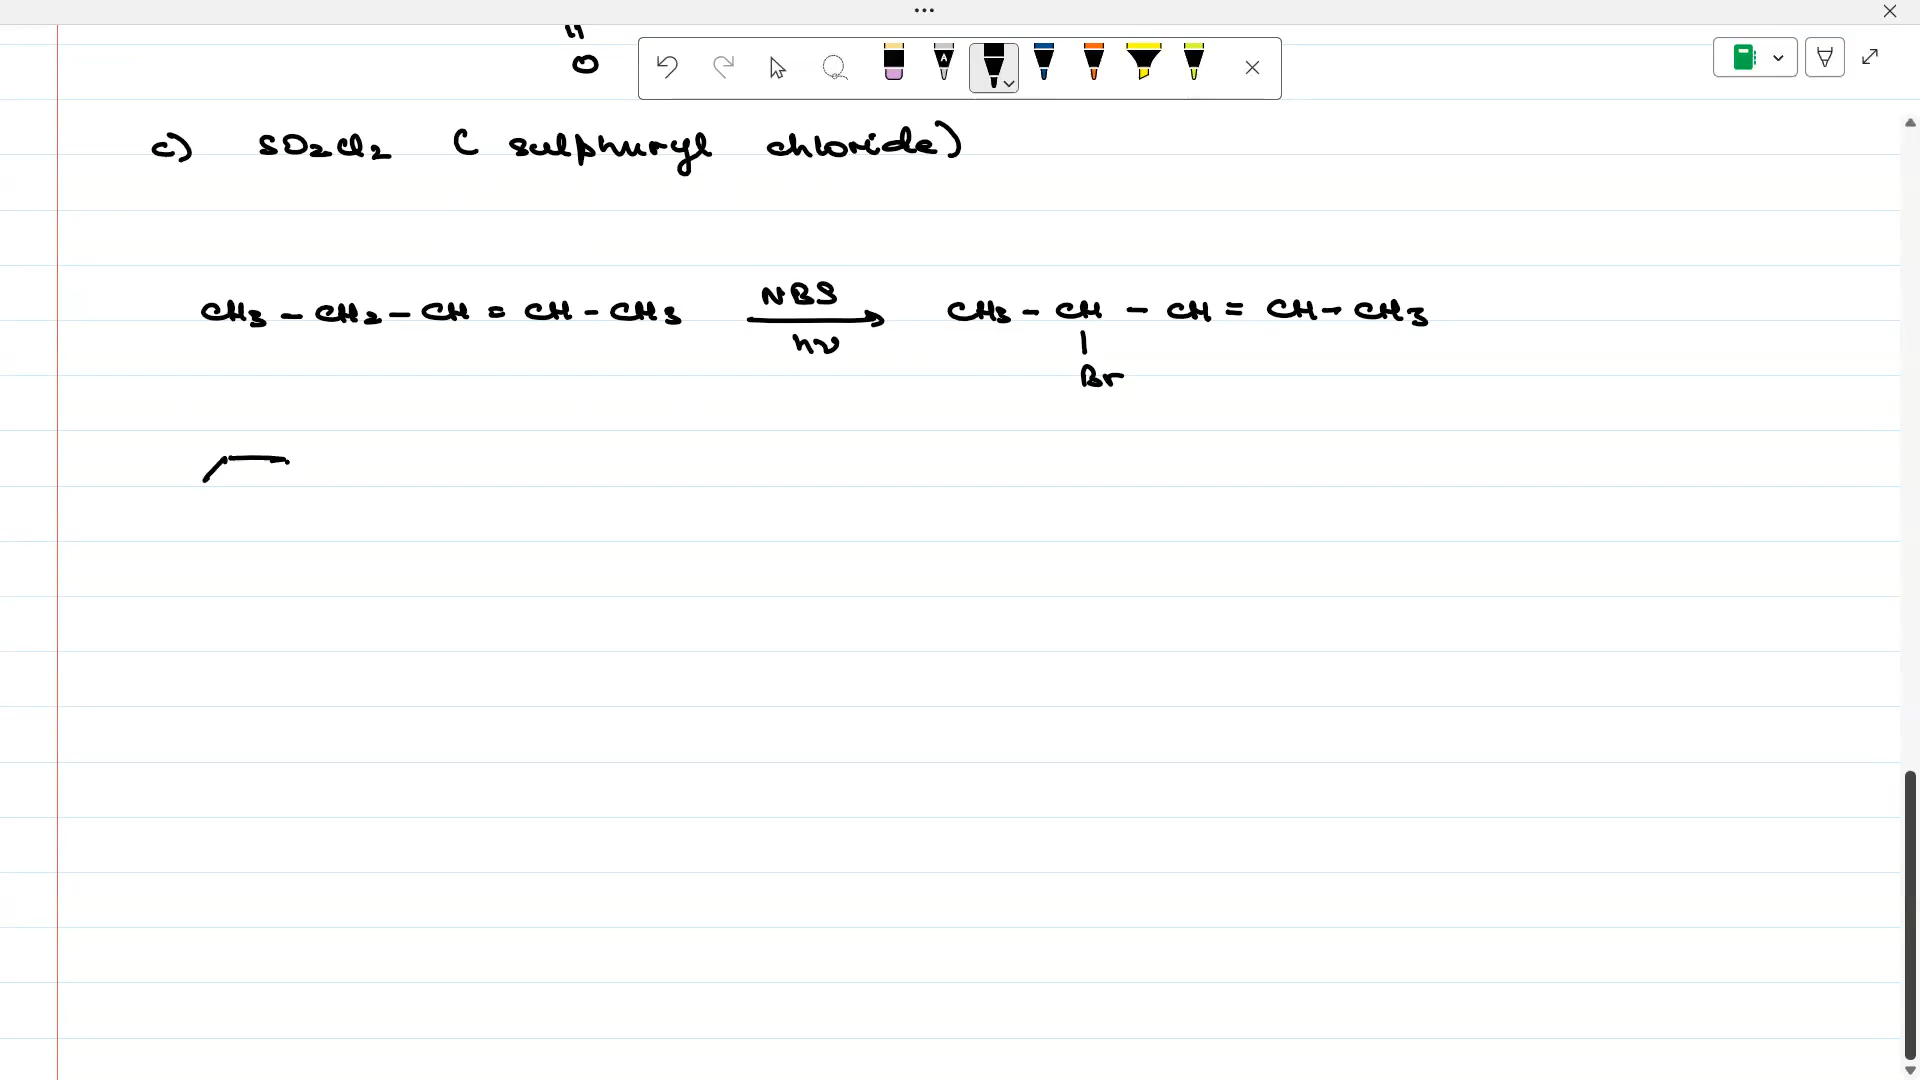 O
c) SO2Cl2 ( sulphuryl chloride)
CH3 - CH2 - CH = CH - CH3 NBS hν CH3 - CH - CH = CH - CH3
Br